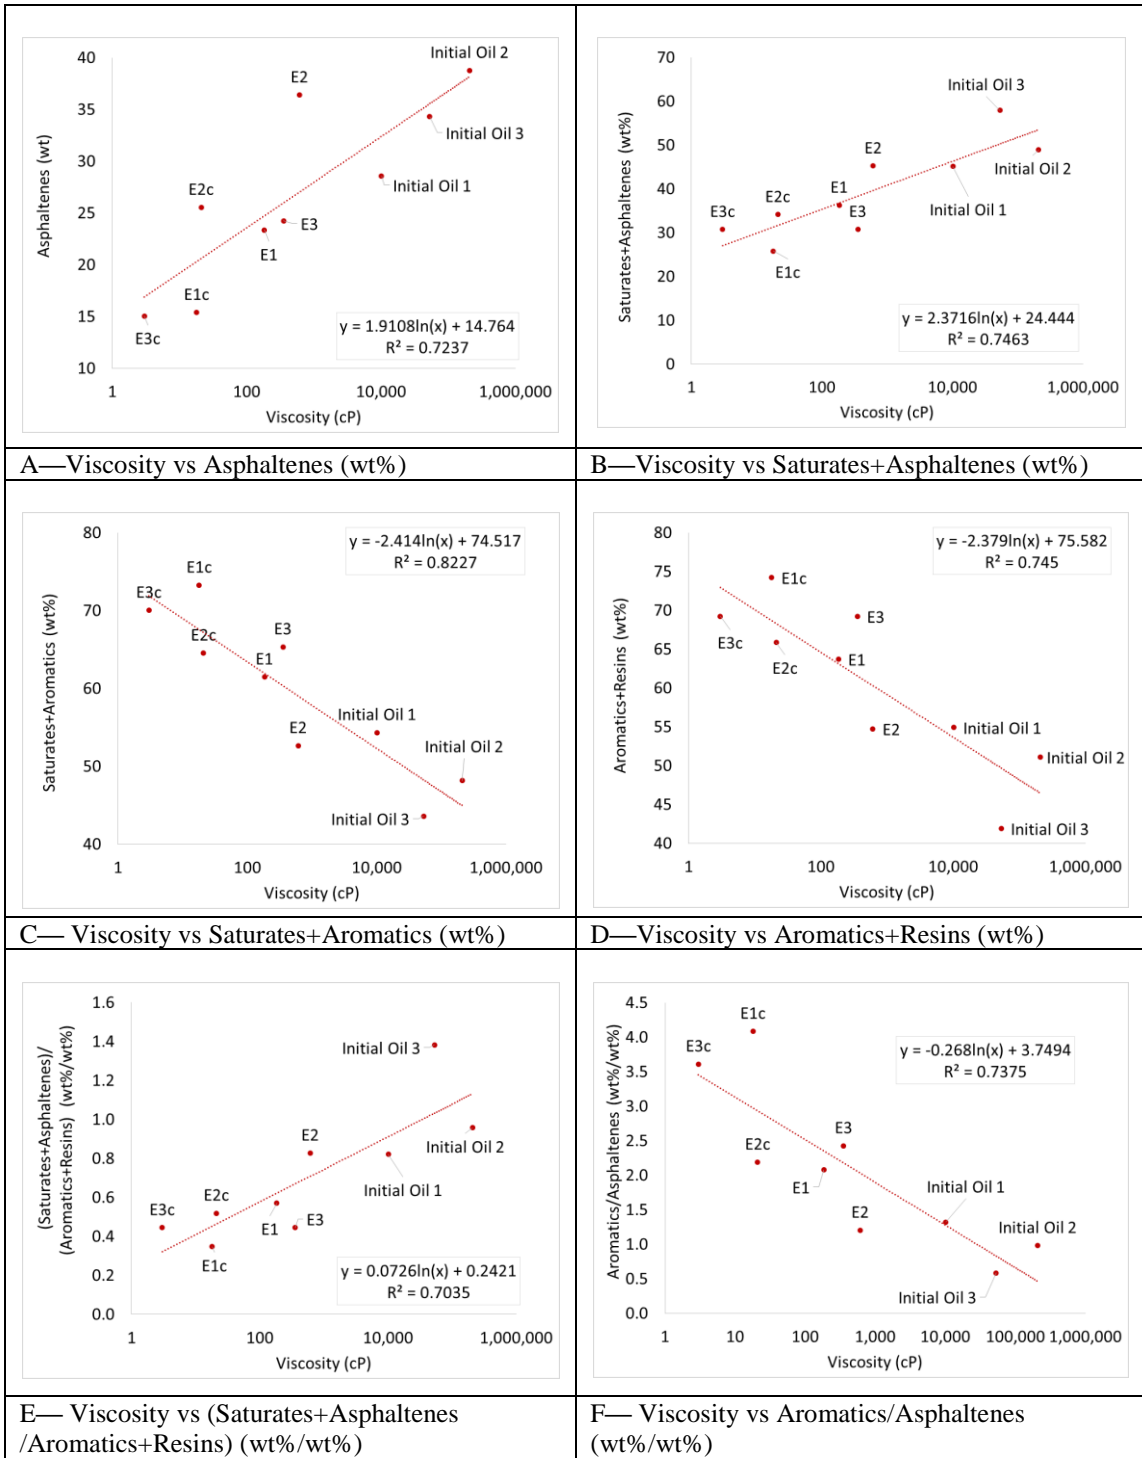 40
35
30
25
20
15
10
Asphaltenes (wt)
Initial Oil 2
E2
Initial Oil 3
Initial Oil 1
E2c
E3
E1
E1c
E3c
y = 1.9108ln(x) + 14.764
R² = 0.7237
1
100
10,000
1,000,000
Viscosity (cP)
A—Viscosity vs Asphaltenes (wt%)
70
60
50
40
30
20
10
0
Saturates+Asphaltenes (wt%)
Initial Oil 3
E2
Initial Oil 2
E1
E2c
E3c
E3
Initial Oil 1
E1c
y = 2.3716ln(x) + 24.444
R² = 0.7463
1
100
10,000
1,000,000
Viscosity (cP)
B—Viscosity vs Saturates+Asphaltenes (wt%)
80
70
60
50
40
Saturates+Aromatics (wt%)
y = -2.414ln(x) + 74.517
R² = 0.8227
E1c
E3c
E2c
E3
E1
E2
Initial Oil 1
Initial Oil 2
Initial Oil 3
1
100
10,000
1,000,000
Viscosity (cP)
C— Viscosity vs Saturates+Aromatics (wt%)
80
75
70
65
60
55
50
45
40
Aromatics+Resins (wt%)
y = -2.379ln(x) + 75.582
R² = 0.745
E1c
E3c
E3
E2c
E1
E2
Initial Oil 1
Initial Oil 2
Initial Oil 3
1
100
10,000
1,000,000
Viscosity (cP)
D—Viscosity vs Aromatics+Resins (wt%)
1.6
1.4
1.2
1.0
0.8
0.6
0.4
0.2
0.0
(Saturates+Asphaltenes)/
(Aromatics+Resins) (wt%/wt%)
Initial Oil 3
E2
Initial Oil 2
E2c
E3c
E1
E3
Initial Oil 1
E1c
y = 0.0726ln(x) + 0.2421
R² = 0.7035
1
100
10,000
1,000,000
Viscosity (cP)
E— Viscosity vs (Saturates+Asphaltenes
/Aromatics+Resins) (wt%/wt%)
4.5
4.0
3.5
3.0
2.5
2.0
1.5
1.0
0.5
0.0
Aromatics/Asphaltenes (wt%/wt%)
E1c
E3c
y = -0.268ln(x) + 3.7494
R² = 0.7375
E3
E2c
E1
E2
Initial Oil 1
Initial Oil 2
Initial Oil 3
1
10
100
1,000
10,000
100,000
1,000,000
Viscosity (cP)
F— Viscosity vs Aromatics/Asphaltenes
(wt%/wt%)